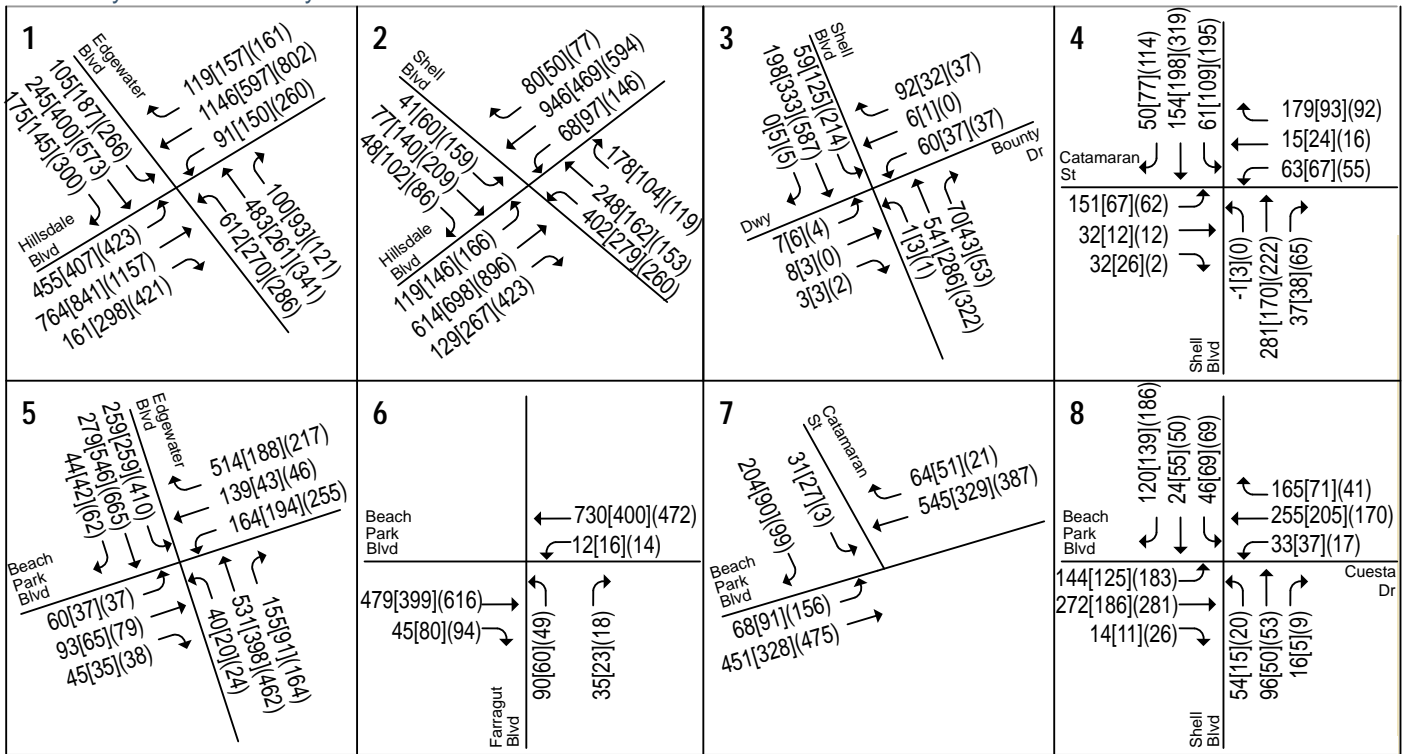 1
Edgewater
Blvd
105[187](266)
245[400](573)
175[145](300)
119[157](161)
1146[597](802)
91[150](260)
Hillsdale
Blvd
455[407](423)
764[841](1157)
161[298](421)
100[93](121)
483[261](341)
612[270](286)
2
Shell
Blvd
41[60](159)
77[140](209)
48[102](86)
80[50](77)
946[469](594)
68[97](146)
Hillsdale
Blvd
119[146](166)
614[698](896)
129[267](423)
178[104](119)
248[162](153)
402[279](260)
3
Shell
Blvd
59[125](214)
198[333](587)
0[5](5)
92[32](37)
6[1](0)
60[37](37)
Bounty
Dr
Dwy
7[6](4)
8[3](0)
3[3](2)
70[43](53)
541[286](322)
-1[3](1)
4
50[77](114)
154[198](319)
61[109](195)
179[93](92)
15[24](16)
63[67](55)
Catamaran
St
151[67](62)
32[12](12)
32[26](2)
-1[3](0)
281[170](222)
37[38](65)
Shell
Blvd
5
Edgewater
Blvd
259[259](410)
279[546](665)
44[42](62)
514[188](217)
139[43](46)
164[194](255)
Beach
Park
Blvd
60[37](37)
93[65](79)
45[35](38)
155[91](164)
531[398](462)
40[20](24)
6
Beach
Park
Blvd
730[400](472)
12[16](14)
479[399](616)
45[80](94)
90[60](49)
35[23](18)
Farragut
Blvd
7
Catamaran
St
31[27](3)
204[90](99)
64[51](21)
545[329](387)
Beach
Park
Blvd
68[91](156)
451[328](475)
8
120[139](186)
24[55](50)
46[69](69)
165[71](41)
255[205](170)
33[37](17)
Beach
Park
Blvd
Cuesta
Dr
144[125](183)
272[186](281)
14[11](26)
54[15](20)
96[50](53)
16[5](9)
Shell
Blvd